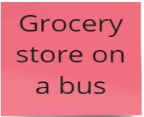 Grocery
store on
a bus